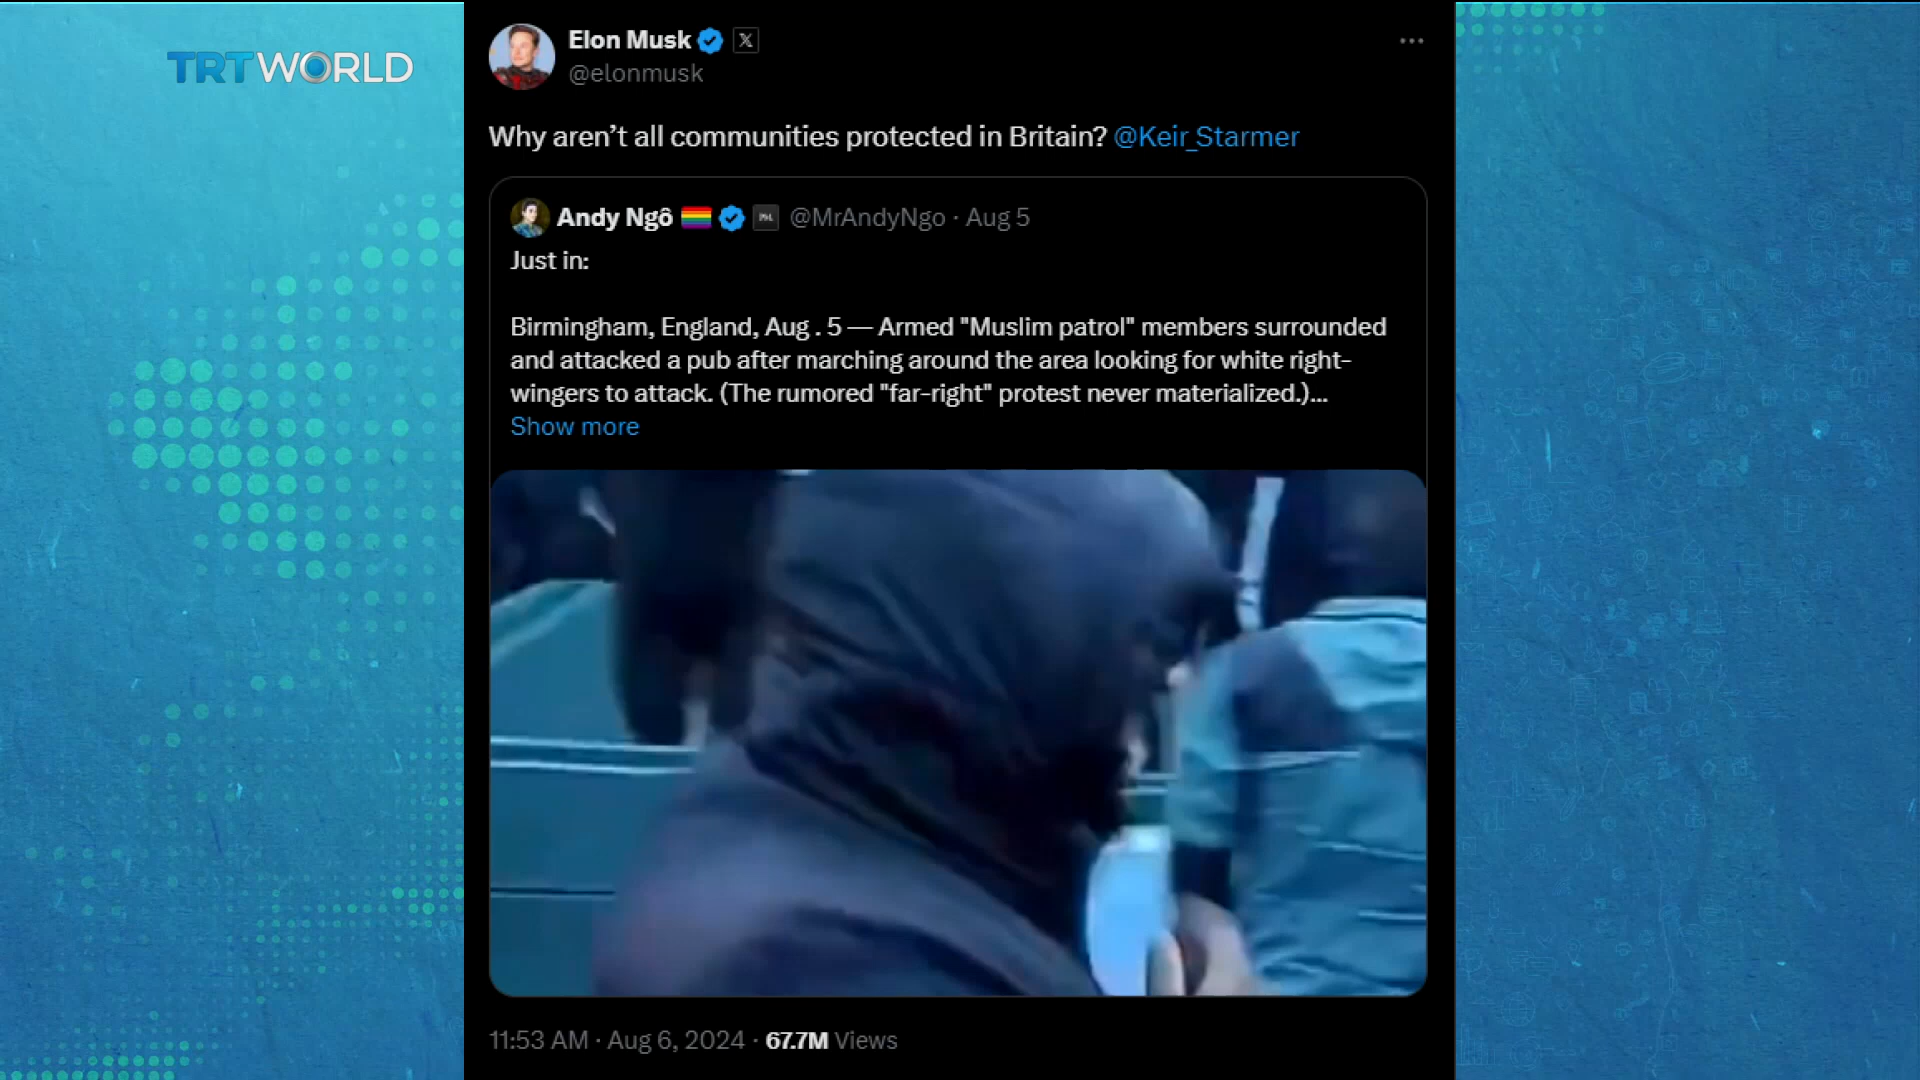 TRT WORLD
Elon Musk
@elonmusk
Why aren't all communities protected in Britain? @Keir_Starmer
Andy Ngô @MrAndyNgo · Aug 5
Just in:
Birmingham, England, Aug . 5 — Armed "Muslim patrol" members surrounded
and attacked a pub after marching around the area looking for white right-
wingers to attack. (The rumored "far-right" protest never materialized.)...
Show more
11:53 AM · Aug 6, 2024 · 67.7M Views